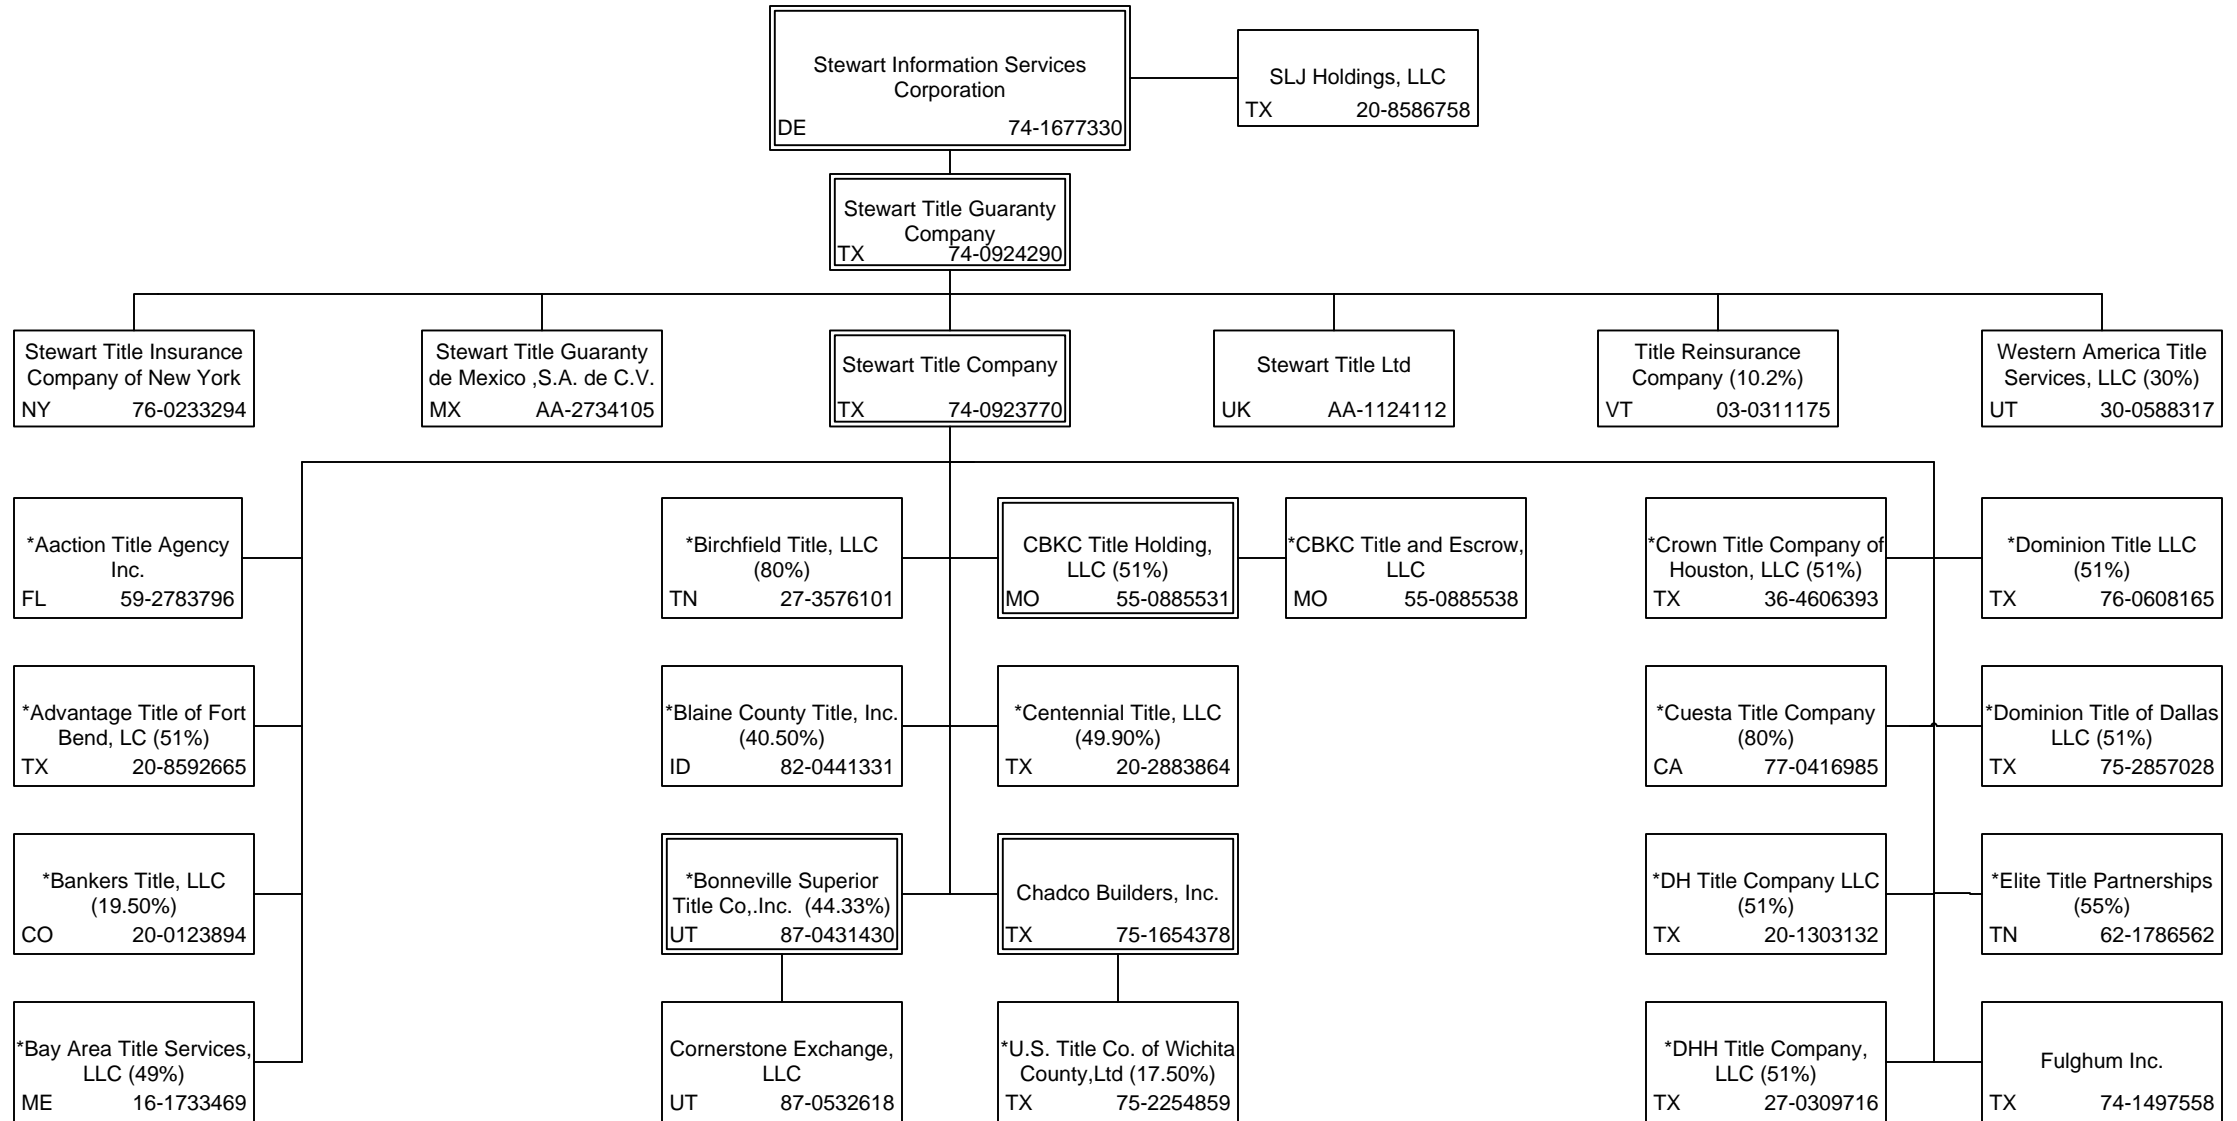 Stewart Information Services
Corporation
DE 74-1677330
SLJ Holdings, LLC
TX 20-8586758
Stewart Title Guaranty
Company
TX 74-0924290
Stewart Title Insurance
Company of New York
NY 76-0233294
Stewart Title Guaranty
de Mexico ,S.A. de C.V.
MX AA-2734105
Stewart Title Company
TX 74-0923770
Stewart Title Ltd
UK AA-1124112
Title Reinsurance
Company (10.2%)
VT 03-0311175
Western America Title
Services, LLC (30%)
UT 30-0588317
*Aaction Title Agency
Inc.
FL 59-2783796
*Birchfield Title, LLC
(80%)
TN 27-3576101
CBKC Title Holding,
LLC (51%)
MO 55-0885531
*CBKC Title and Escrow,
LLC
MO 55-0885538
*Crown Title Company of
Houston, LLC (51%)
TX 36-4606393
*Dominion Title LLC
(51%)
TX 76-0608165
*Advantage Title of Fort
Bend, LC (51%)
TX 20-8592665
*Blaine County Title, Inc.
(40.50%)
ID 82-0441331
*Centennial Title, LLC
(49.90%)
TX 20-2883864
*Cuesta Title Company
(80%)
CA 77-0416985
*Dominion Title of Dallas
LLC (51%)
TX 75-2857028
*Bankers Title, LLC
(19.50%)
CO 20-0123894
*Bonneville Superior
Title Co,.Inc. (44.33%)
UT 87-0431430
Chadco Builders, Inc.
TX 75-1654378
*DH Title Company LLC
(51%)
TX 20-1303132
*Elite Title Partnerships
(55%)
TN 62-1786562
*Bay Area Title Services,
LLC (49%)
ME 16-1733469
Cornerstone Exchange,
LLC
UT 87-0532618
*U.S. Title Co. of Wichita
County,Ltd (17.50%)
TX 75-2254859
*DHH Title Company,
LLC (51%)
TX 27-0309716
Fulghum Inc.
TX 74-1497558